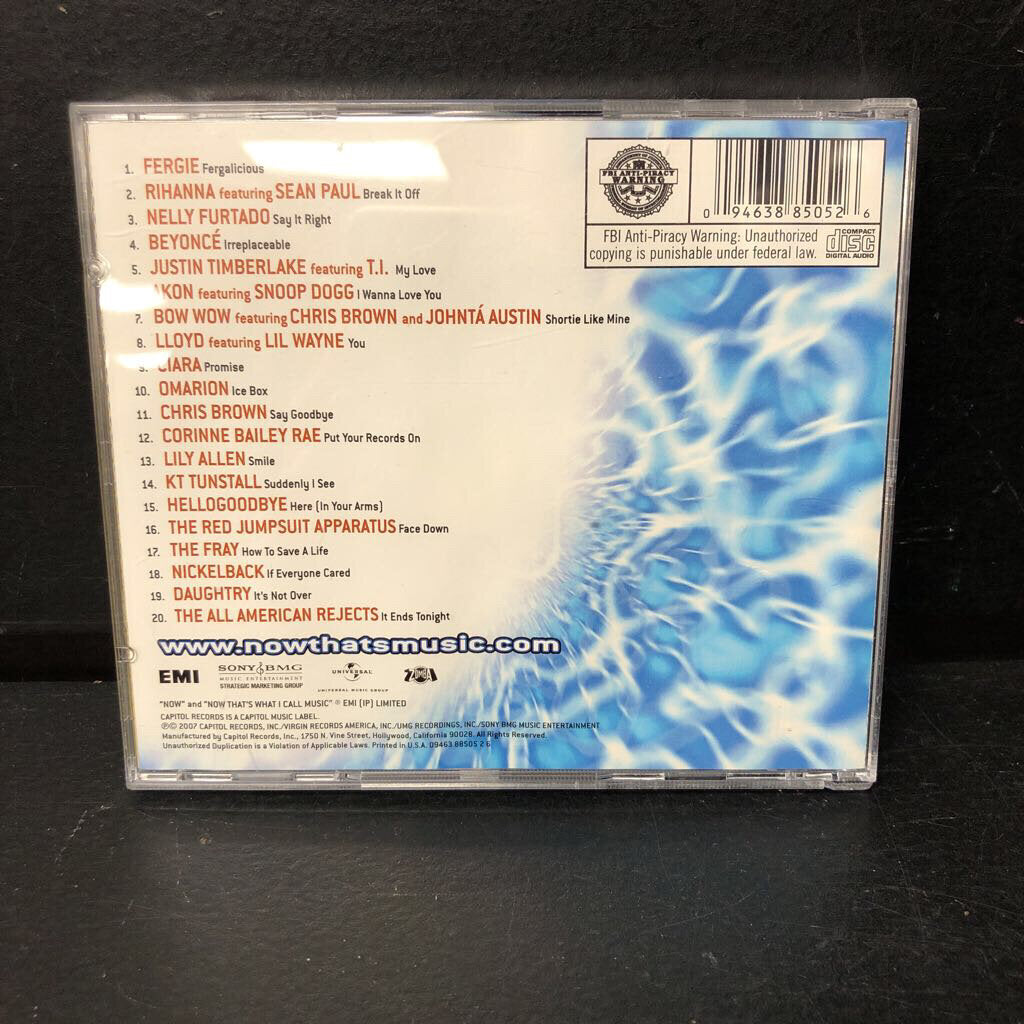 1. FERGIE Fergalicious
2. RIHANNA featuring SEAN PAUL Break It Off
3. NELLY FURTADO Say It Right
4. BEYONCÉ Irreplaceable
5. JUSTIN TIMBERLAKE featuring T.I. My Love
AKON featuring SNOOP DOGG I Wanna Love You
7. BOW WOW featuring CHRIS BROWN and JOHNTÁ AUSTIN Shortie Like Mine
8. LLOYD featuring LIL WAYNE You
9. CIARA Promise
10. OMARION Ice Box
11. CHRIS BROWN Say Goodbye
12. CORINNE BAILEY RAE Put Your Records On
13. LILY ALLEN Smile
14. KT TUNSTALL Suddenly I See
15. HELLOGOODBYE Here (In Your Arms)
16. THE RED JUMPSUIT APPARATUS Face Down
17. THE FRAY How To Save A Life
18. NICKELBACK If Everyone Cared
19. DAUGHTRY It's Not Over
20. THE ALL AMERICAN REJECTS It Ends Tonight
www.nowthatsmusic.com
EMI
SONY BMG
MUSIC ENTERTAINMENT
STRATEGIC MARKETING GROUP
UNIVERSAL
UNIVERSAL MUSIC GROUP
ZOMBA
"NOW" and "NOW THAT'S WHAT I CALL MUSIC" ® EMI (IP) LIMITED
CAPITOL RECORDS IS A CAPITOL MUSIC LABEL.
℗© 2007 CAPITOL RECORDS, INC./VIRGIN RECORDS AMERICA, INC./UMG RECORDINGS, INC./SONY BMG MUSIC ENTERTAINMENT
Manufactured by Capitol Records, Inc., 1750 N. Vine Street, Hollywood, California 90028. All Rights Reserved.
Unauthorized Duplication is a Violation of Applicable Laws. Printed in U.S.A. 09463 88505 2 6
FBI ANTI-PIRACY
WARNING
0 94638 85052 6
FBI Anti-Piracy Warning: Unauthorized
copying is punishable under federal law.
COMPACT
disc
DIGITAL AUDIO